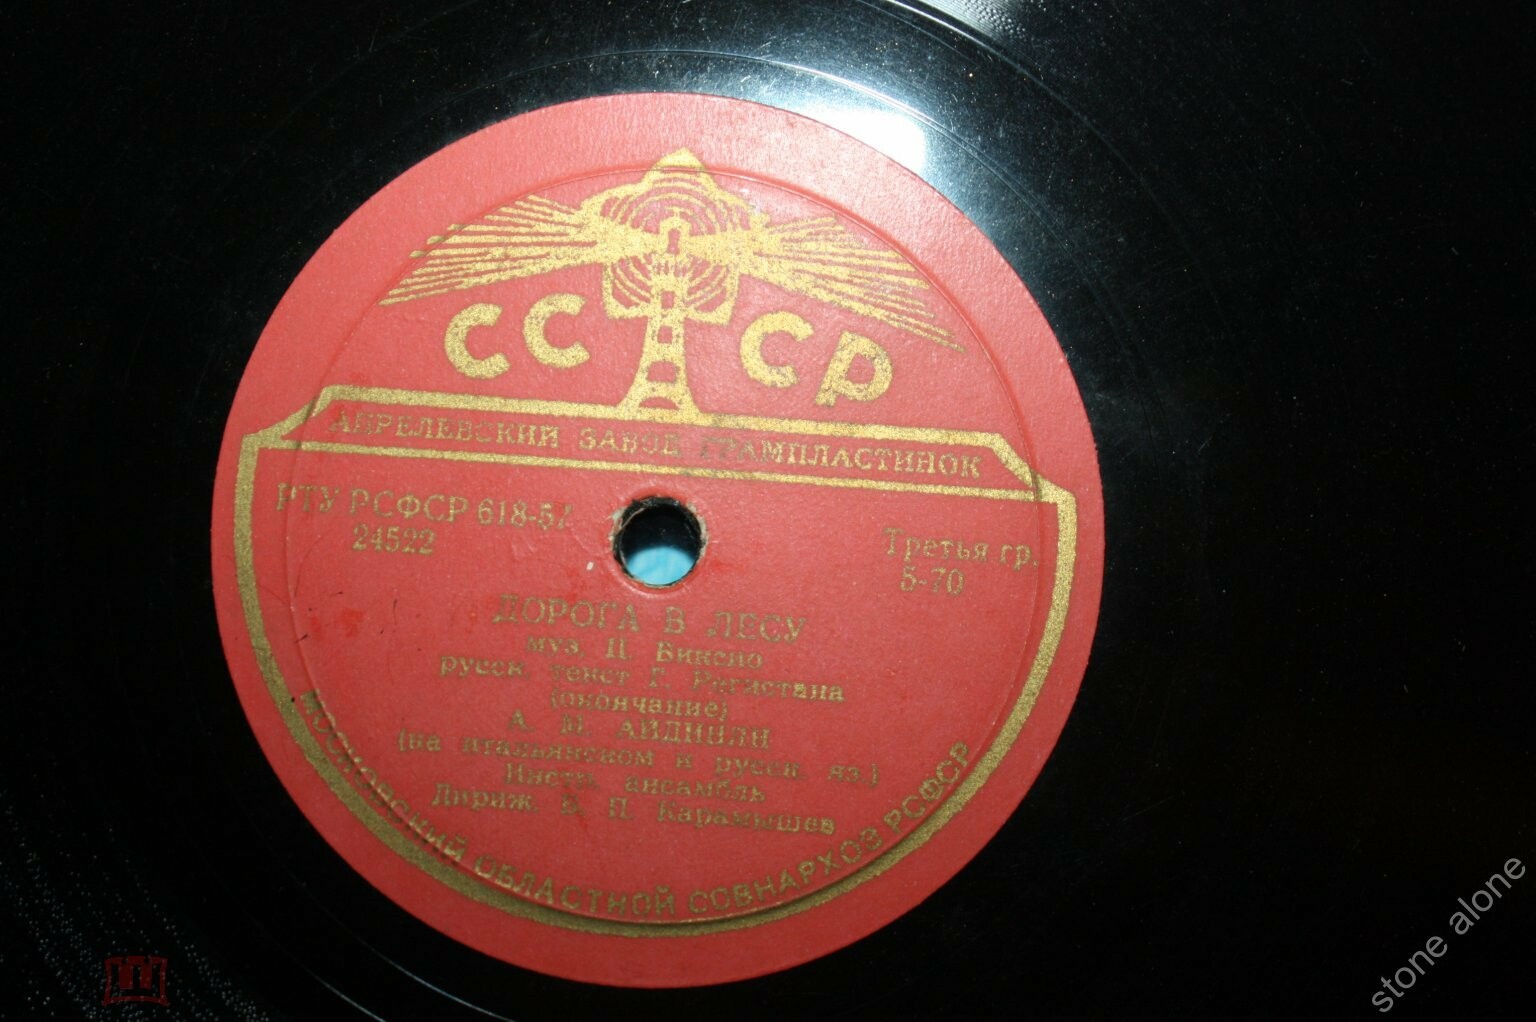 СССР
АПРЕЛЕВСКИЙ ЗАВОД ГРАМПЛАСТИНОК
РТУ РСФСР 618-57
24522
Третья гр.
5-70
ДОРОГА В ЛЕСУ
муз. Ц. Биксио
русск. текст Г. Регистана
(окончание)
А. М. АЙДИНЯН
(на итальянском и русск. яз.)
Инстр. ансамбль
Дириж. В. П. Карамышев
МОСКОВСКИЙ ОБЛАСТНОЙ СОВНАРХОЗ РСФСР
stone alone